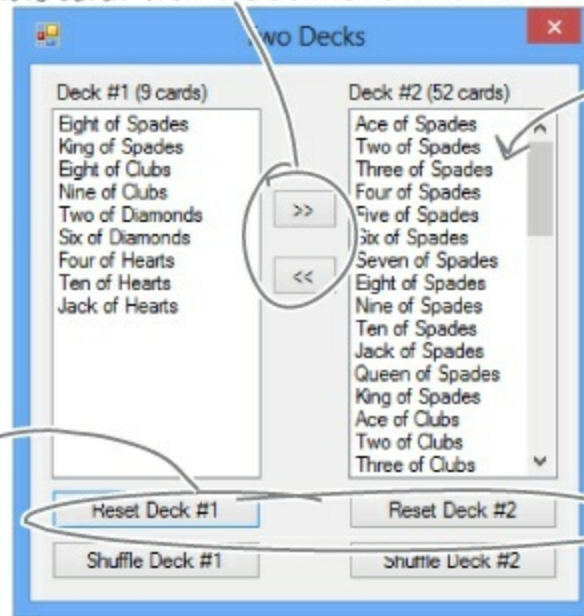 Two Decks
Deck #1 (9 cards)
Eight of Spades
King of Spades
Eight of Clubs
Nine of Clubs
Two of Diamonds
Six of Diamonds
Four of Hearts
Ten of Hearts
Jack of Hearts
>>
<<
Deck #2 (52 cards)
Ace of Spades
Two of Spades
Three of Spades
Four of Spades
Five of Spades
Six of Spades
Seven of Spades
Eight of Spades
Nine of Spades
Ten of Spades
Jack of Spades
Queen of Spades
King of Spades
Ace of Clubs
Two of Clubs
Three of Clubs
Reset Deck #1
Reset Deck #2
Shuffle Deck #1
Shuffle Deck #2